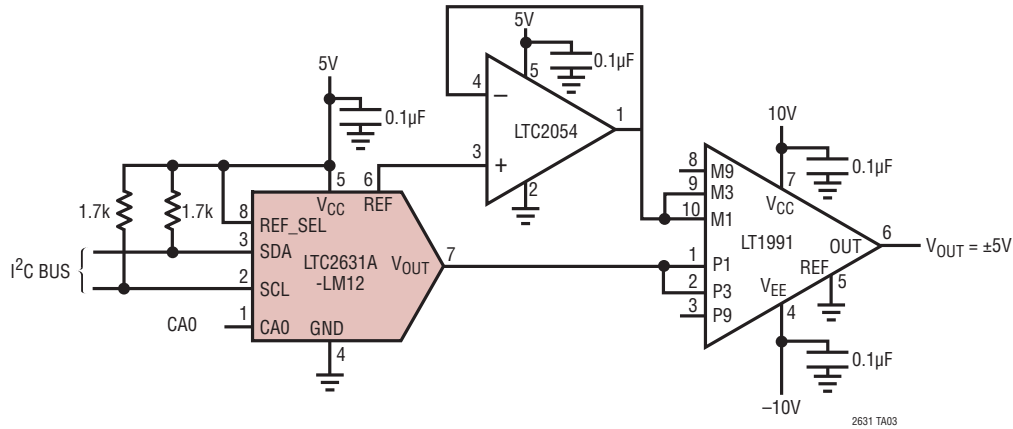 5V
0.1µF
4
–
5
1
LTC2054
3
+
2
5V
0.1µF
1.7k
1.7k
5
6
VCC
REF
8
REF_SEL
3
SDA
I2C BUS
2
SCL
1
CA0
CA0
GND
4
LTC2631A
-LM12
VOUT
7
10V
0.1µF
8
M9
9
M3
10
M1
7
VCC
LT1991
OUT
6
VOUT = ±5V
REF
5
1
P1
2
P3
3
P9
VEE
4
0.1µF
–10V
2631 TA03